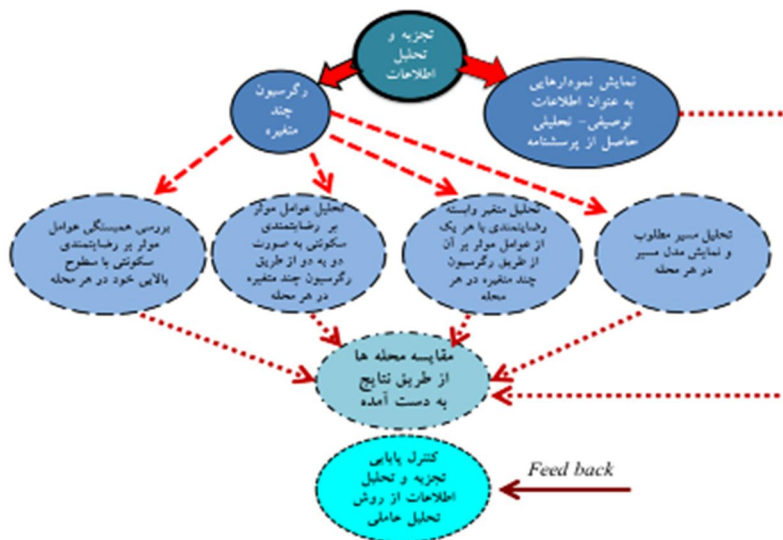 تجزیه و
تحلیل
اطلاعات
رگرسیون
چند
متغیره
نمایش نمودارهایی
به عنوان اطلاعات
توصیفی- تحلیلی
حاصل از پرسشنامه
بررسی همبستگی عوامل
موثر بر رضایتمندی
سکونتی با سطوح
بالایی خود در هر محله
تحلیل عوامل موثر
بر رضایتمندی
سکونتی به صورت
دو به دو از طریق
رگرسیون چند متغیره
در هر محله
تحلیل متغیر وابسته
رضایتمندی با هر یک
از عوامل موثر بر آن
از طریق رگرسیون
چند متغیره در هر
محله
تحلیل مسیر مطلوب
و نمایش مدل مسیر
در هر محله
مقایسه محله ها
از طریق نتایج
به دست آمده
کنترل پایایی
تجزیه و تحلیل
اطلاعات از روش
تحلیل عاملی
Feed back